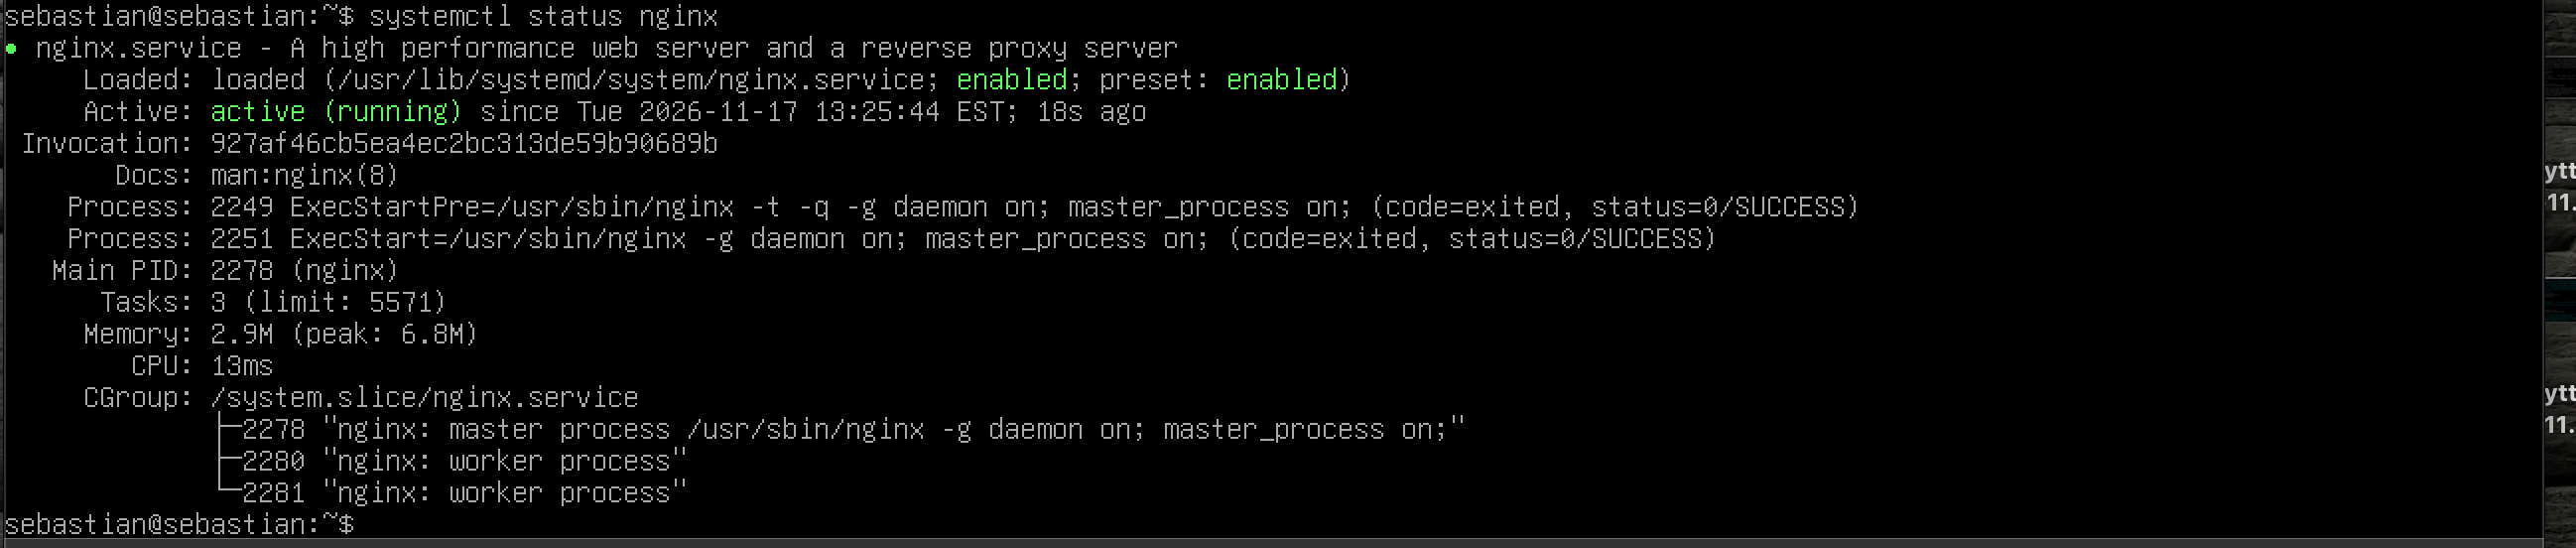 sebastian@sebastian:~$ systemctl status nginx
● nginx.service - A high performance web server and a reverse proxy server
     Loaded: loaded (/usr/lib/systemd/system/nginx.service; enabled; preset: enabled)
     Active: active (running) since Tue 2026-11-17 13:25:44 EST; 18s ago
 Invocation: 927af46cb5ea4ec2bc313de59b90689b
       Docs: man:nginx(8)
    Process: 2249 ExecStartPre=/usr/sbin/nginx -t -q -g daemon on; master_process on; (code=exited, status=0/SUCCESS)
    Process: 2251 ExecStart=/usr/sbin/nginx -g daemon on; master_process on; (code=exited, status=0/SUCCESS)
   Main PID: 2278 (nginx)
      Tasks: 3 (limit: 5571)
     Memory: 2.9M (peak: 6.8M)
        CPU: 13ms
     CGroup: /system.slice/nginx.service
             ├─2278 "nginx: master process /usr/sbin/nginx -g daemon on; master_process on;"
             ├─2280 "nginx: worker process"
             └─2281 "nginx: worker process"
sebastian@sebastian:~$
ytt
11.
ytt
11.